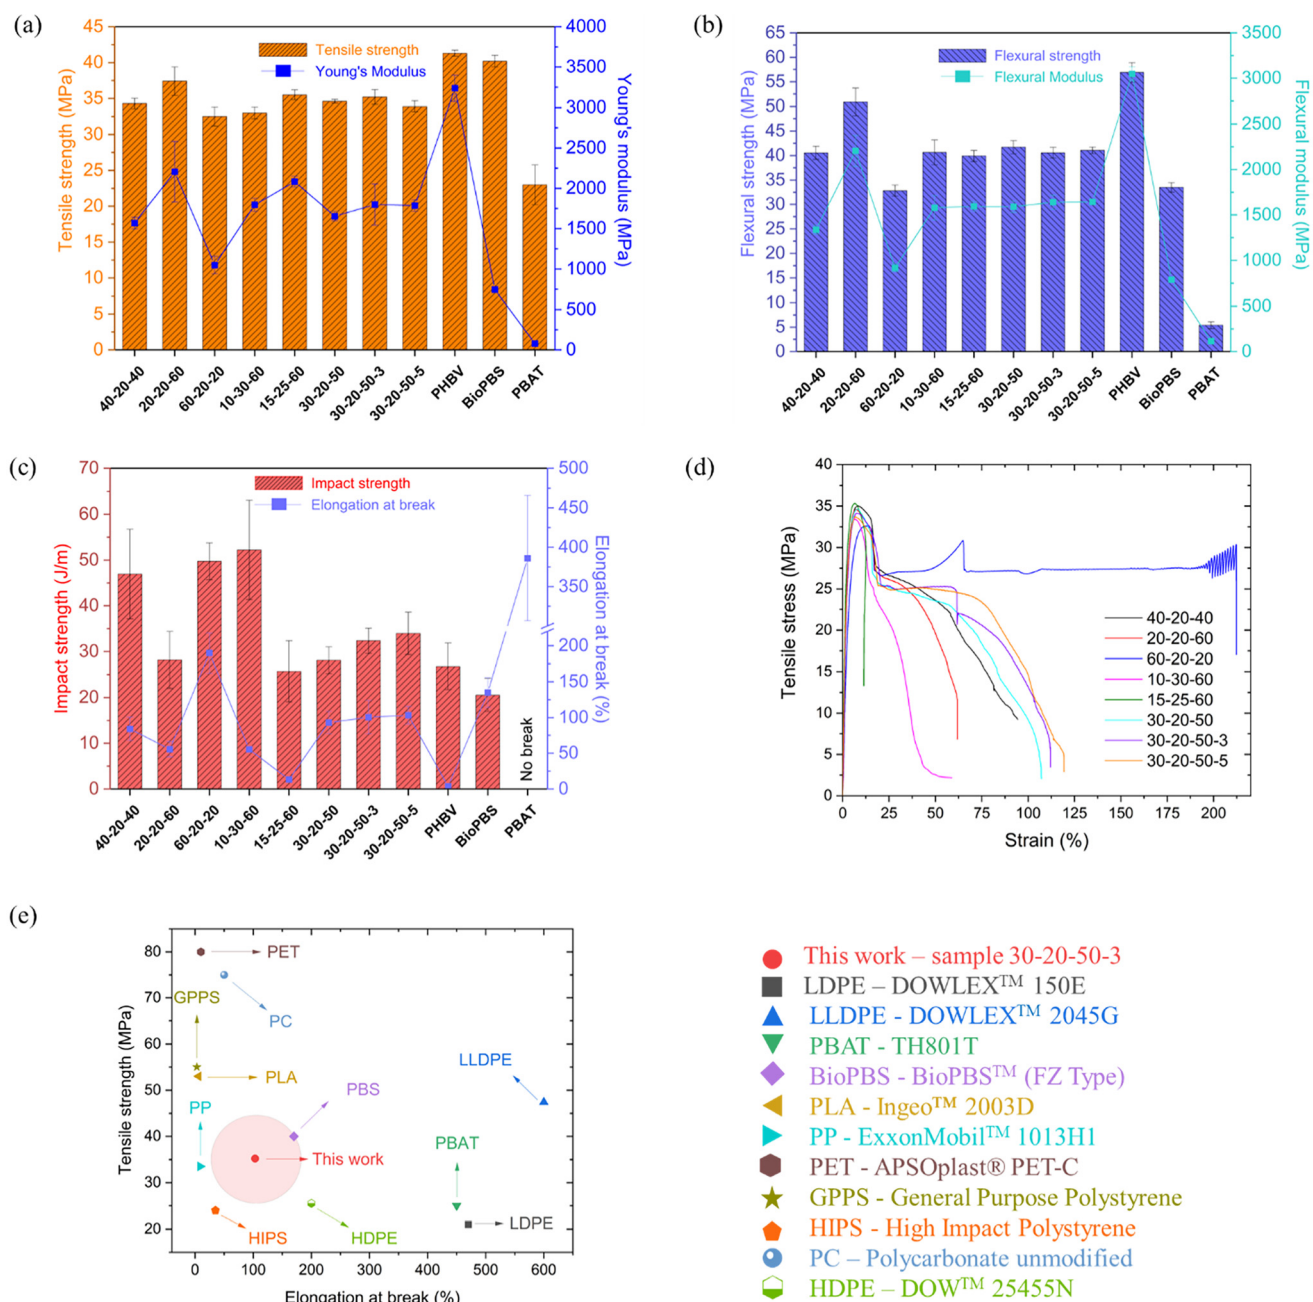 (a)
45
40
35
30
25
20
15
10
5
0
Tensile strength (MPa)
Tensile strength
Young's Modulus
4000
3500
3000
2500
2000
1500
1000
500
0
Young's modulus (MPa)
40-20-40
20-20-60
60-20-20
10-30-60
15-25-60
30-20-50
30-20-50-3
30-20-50-5
PHBV
BioPBS
PBAT
(b)
65
60
55
50
45
40
35
30
25
20
15
10
5
0
Flexural strength (MPa)
Flexural strength
Flexural Modulus
3500
3000
2500
2000
1500
1000
500
0
Flexural modulus (MPa)
40-20-40
20-20-60
60-20-20
10-30-60
15-25-60
30-20-50
30-20-50-3
30-20-50-5
PHBV
BioPBS
PBAT
(c)
70
60
50
40
30
20
10
0
Impact strength (J/m)
Impact strength
Elongation at break
500
450
400
350
300
200
150
100
50
0
Elongation at break (%)
No break
40-20-40
20-20-60
60-20-20
10-30-60
15-25-60
30-20-50
30-20-50-3
30-20-50-5
PHBV
BioPBS
PBAT
(d)
40
35
30
25
20
15
10
5
0
Tensile stress (MPa)
40-20-40
20-20-60
60-20-20
10-30-60
15-25-60
30-20-50
30-20-50-3
30-20-50-5
0 25 50 75 100 125 150 175 200
Strain (%)
(e)
80
70
60
50
40
30
20
Tensile strength (MPa)
PET
GPPS
PC
PLA
LLDPE
PP
PBS
PBAT
This work
HIPS
HDPE
LDPE
0 100 200 300 400 500 600
Elongation at break (%)
This work – sample 30-20-50-3
LDPE – DOWLEX™ 150E
LLDPE - DOWLEX™ 2045G
PBAT - TH801T
BioPBS - BioPBS™ (FZ Type)
PLA - Ingeo™ 2003D
PP - ExxonMobil™ 1013H1
PET - APSOplast® PET-C
GPPS - General Purpose Polystyrene
HIPS - High Impact Polystyrene
PC – Polycarbonate unmodified
HDPE – DOW™ 25455N